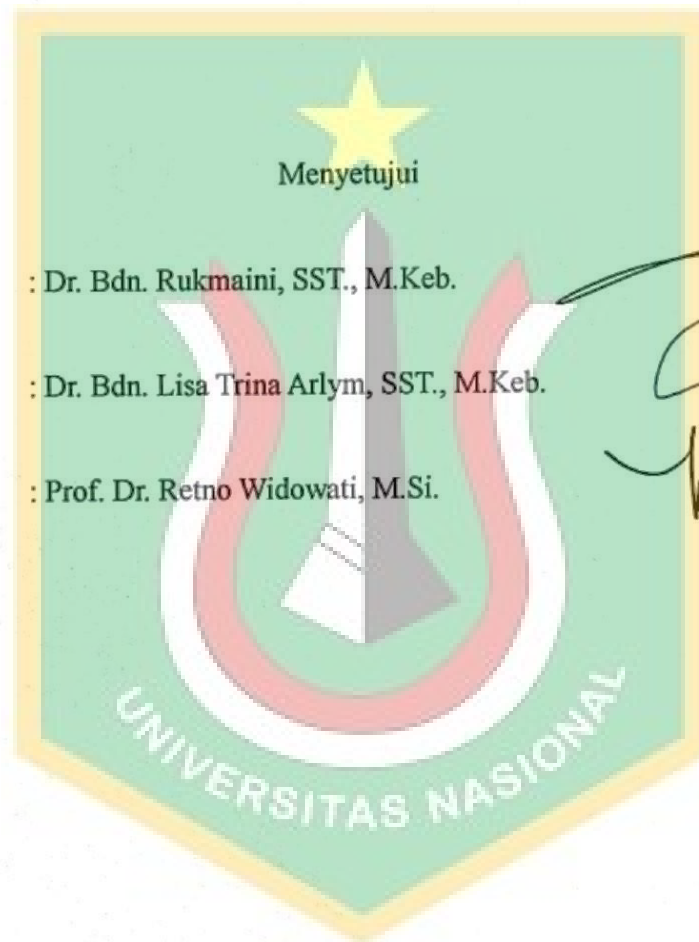 Menyetujui
: Dr. Bdn. Rukmaini, SST., M.Keb.
: Dr. Bdn. Lisa Trina Arlym, SST., M.Keb.
: Prof. Dr. Retno Widowati, M.Si.
UNIVERSITAS NASIONAL